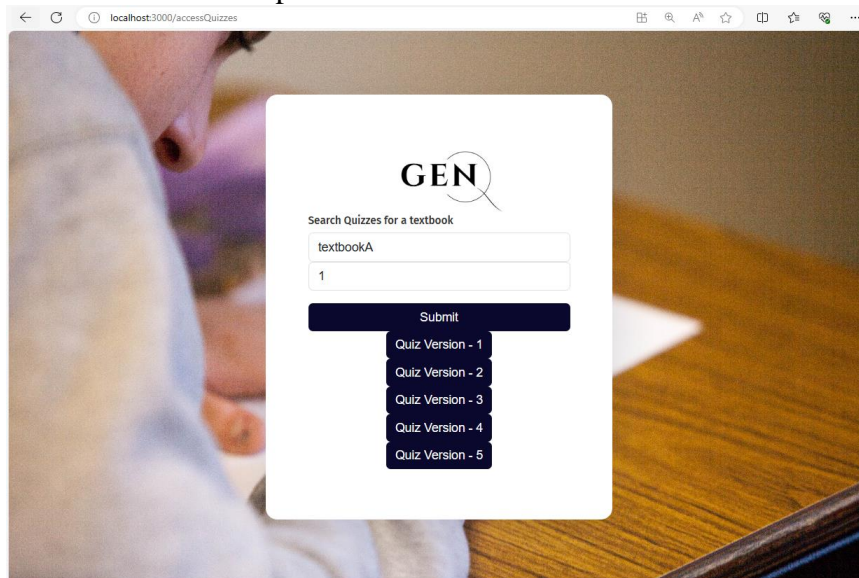 localhost:3000/accessQuizzes
GEN
Search Quizzes for a textbook
textbookA
1
Submit
Quiz Version - 1
Quiz Version - 2
Quiz Version - 3
Quiz Version - 4
Quiz Version - 5